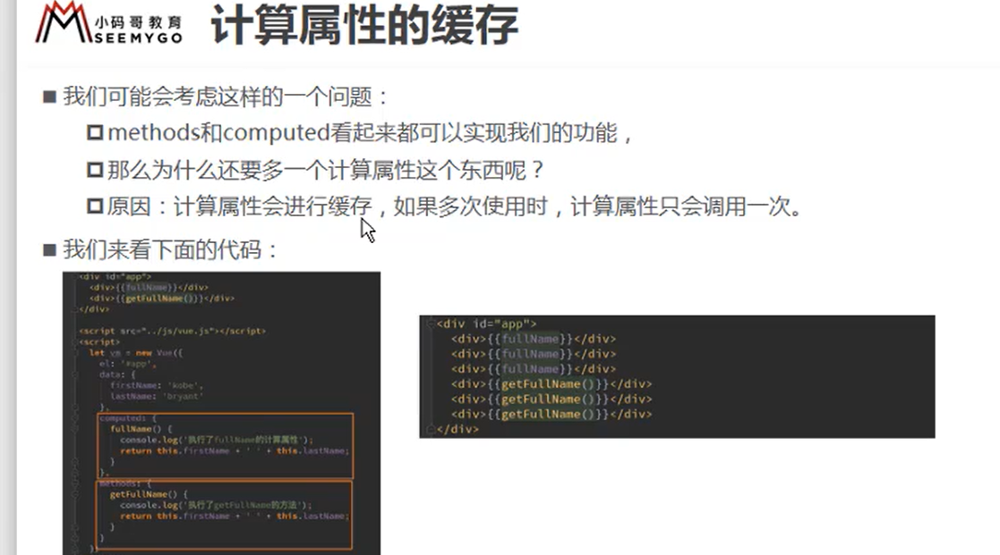 小码哥教育
SEEMYGO
计算属性的缓存
我们可能会考虑这样的一个问题：
methods和computed看起来都可以实现我们的功能，
那么为什么还要多一个计算属性这个东西呢？
原因：计算属性会进行缓存，如果多次使用时，计算属性只会调用一次。
我们来看下面的代码：
<div id="app">
<div>{{fullName}}</div>
<div>{{getFullName()}}</div>
</div>
<script src="../js/vue.js"></script>
<script>
let vm = new Vue({
el: '#app',
data: {
firstName: 'kobe',
lastName: 'bryant'
},
computed: {
fullName() {
console.log('执行了fullName的计算属性');
return this.firstName + ' ' + this.lastName;
}
},
methods: {
getFullName() {
console.log('执行了getFullName的方法');
return this.firstName + ' ' + this.lastName;
}
}
})
<div id="app">
<div>{{fullName}}</div>
<div>{{fullName}}</div>
<div>{{fullName}}</div>
<div>{{getFullName()}}</div>
<div>{{getFullName()}}</div>
<div>{{getFullName()}}</div>
</div>